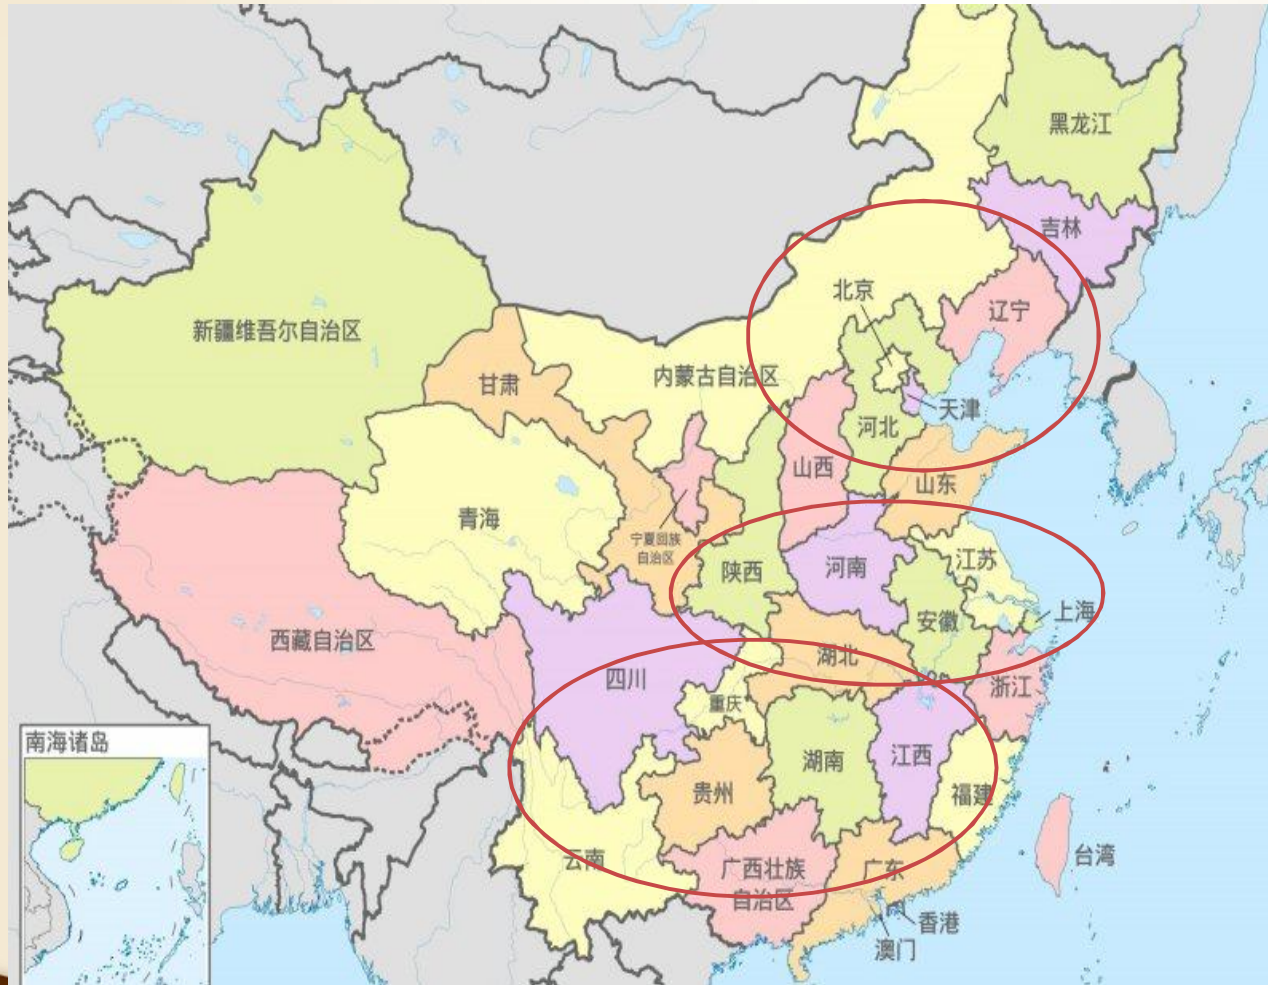 黑龙江
吉林
北京
辽宁
新疆维吾尔自治区
内蒙古自治区
甘肃
天津
河北
山西
山东
青海
宁夏回族
自治区
陕西
河南
江苏
上海
安徽
西藏自治区
湖北
四川
浙江
重庆
南海诸岛
湖南
江西
贵州
福建
云南
广西壮族
自治区
广东
台湾
香港
澳门